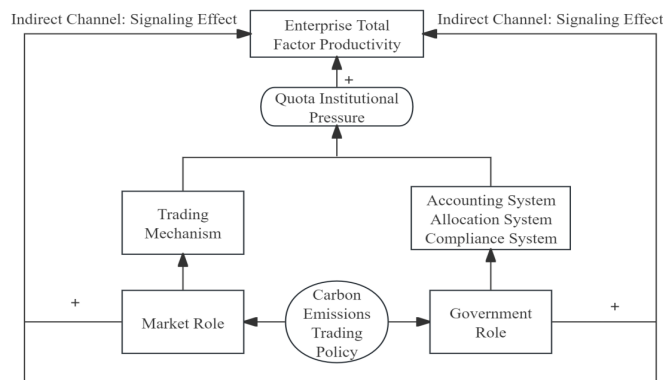 Indirect Channel: Signaling Effect
Enterprise Total
Factor Productivity
Indirect Channel: Signaling Effect
+
Quota Institutional
Pressure
Trading
Mechanism
Accounting System
Allocation System
Compliance System
+
Market Role
Carbon
Emissions
Trading
Policy
Government
Role
+